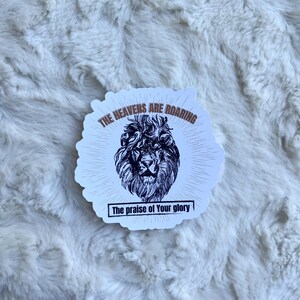 THE HEAVENS ARE ROARING
The praise of Your glory